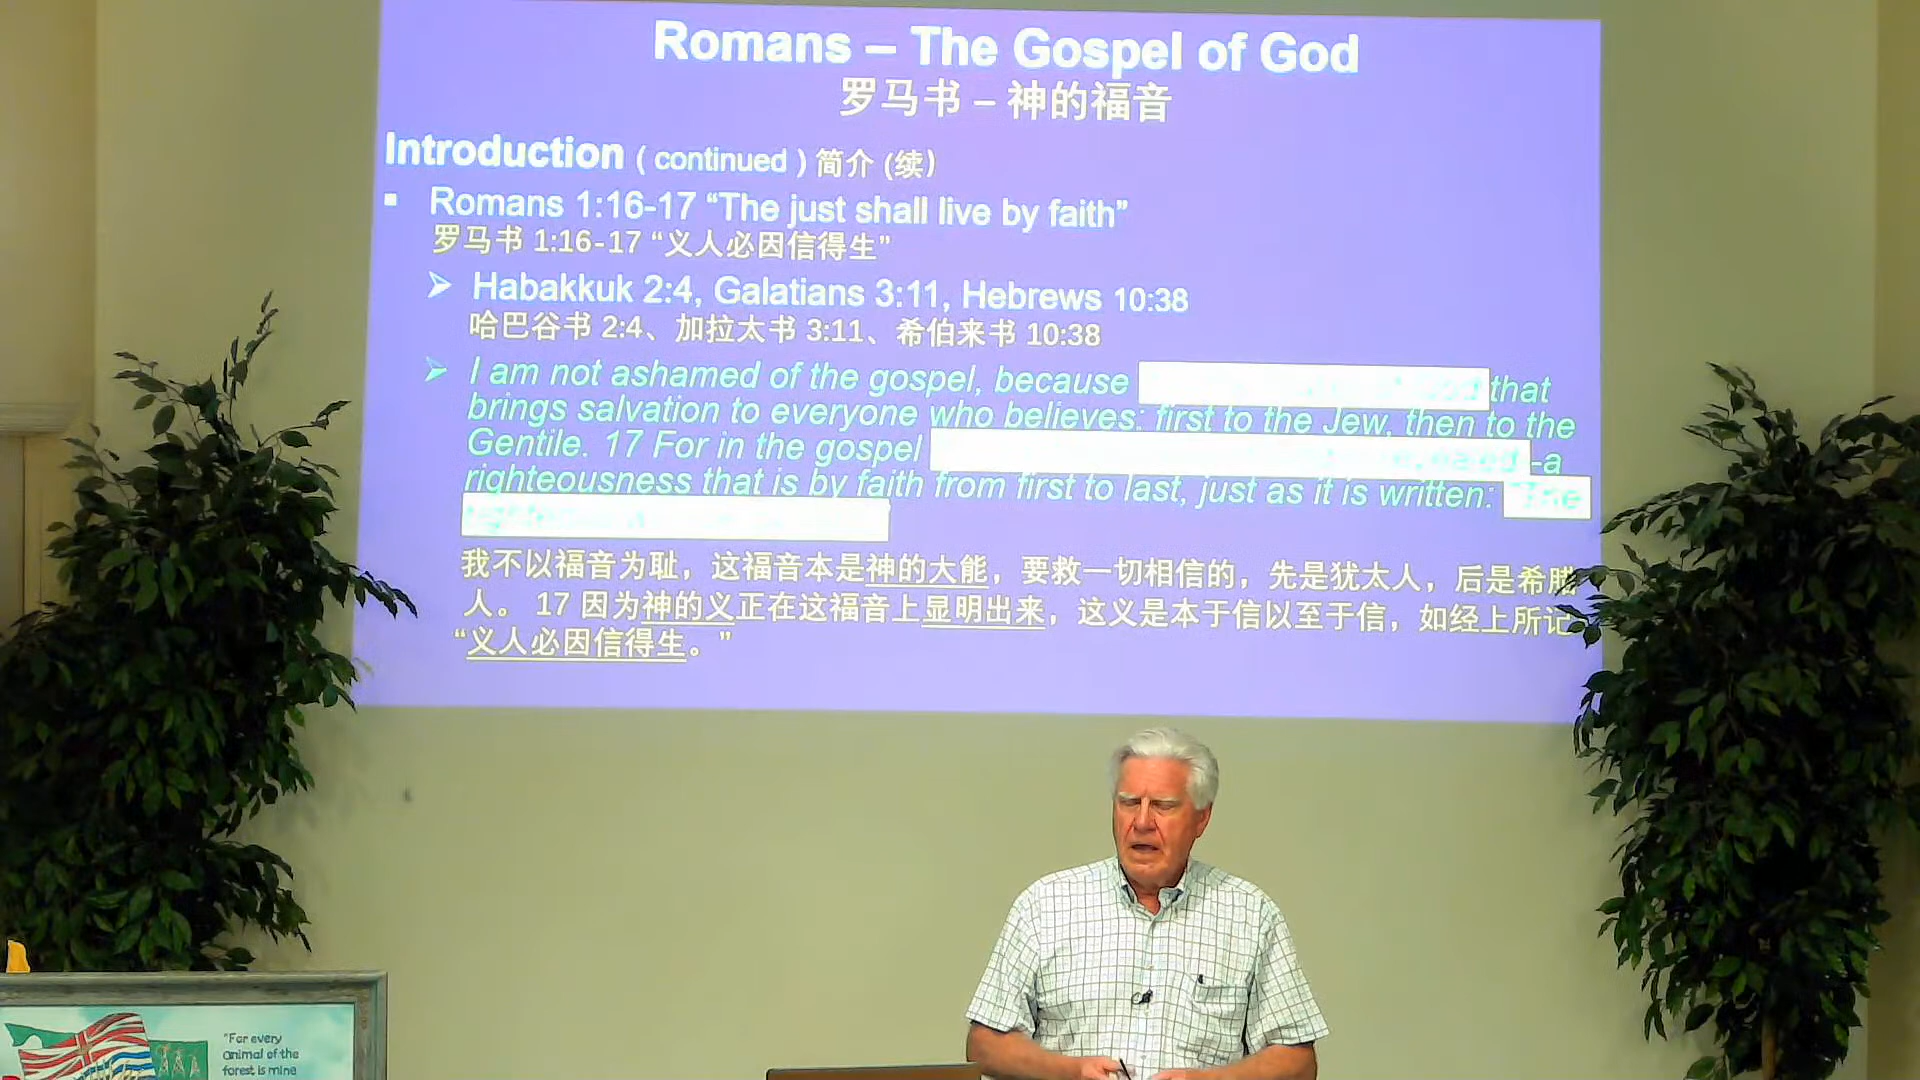 Romans – The Gospel of God
罗马书 – 神的福音
Introduction ( continued ) 简介 (续)
▪ Romans 1:16-17 “The just shall live by faith”
罗马书 1:16-17 “义人必因信得生”
➢ Habakkuk 2:4, Galatians 3:11, Hebrews 10:38
哈巴谷书 2:4、加拉太书 3:11、希伯来书 10:38
➢ I am not ashamed of the gospel, because that
brings salvation to everyone who believes: first to the Jew, then to the
Gentile. 17 For in the gospel -a
righteousness that is by faith from first to last, just as it is written: "The
我不以福音为耻，这福音本是神的大能，要救一切相信的，先是犹太人，后是希腊
人。 17 因为神的义正在这福音上显明出来，这义是本于信以至于信，如经上所记
“义人必因信得生。”
"For every
animal of the
forest is mine